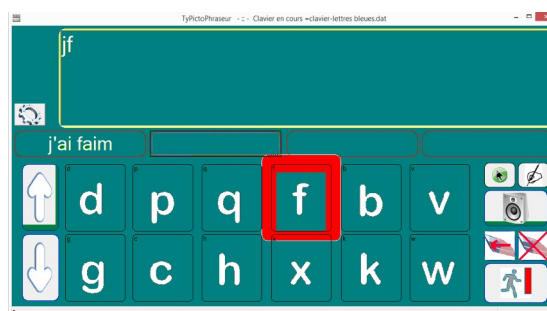 TyPictoPhraseur - :: - Clavier en cours =clavier-lettres bleues.dat
jf
j'ai faim
d p q f b v
g c h x k w